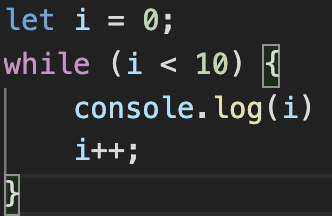 let i = 0;
while (i < 10) {
    console.log(i)
    i++;
}